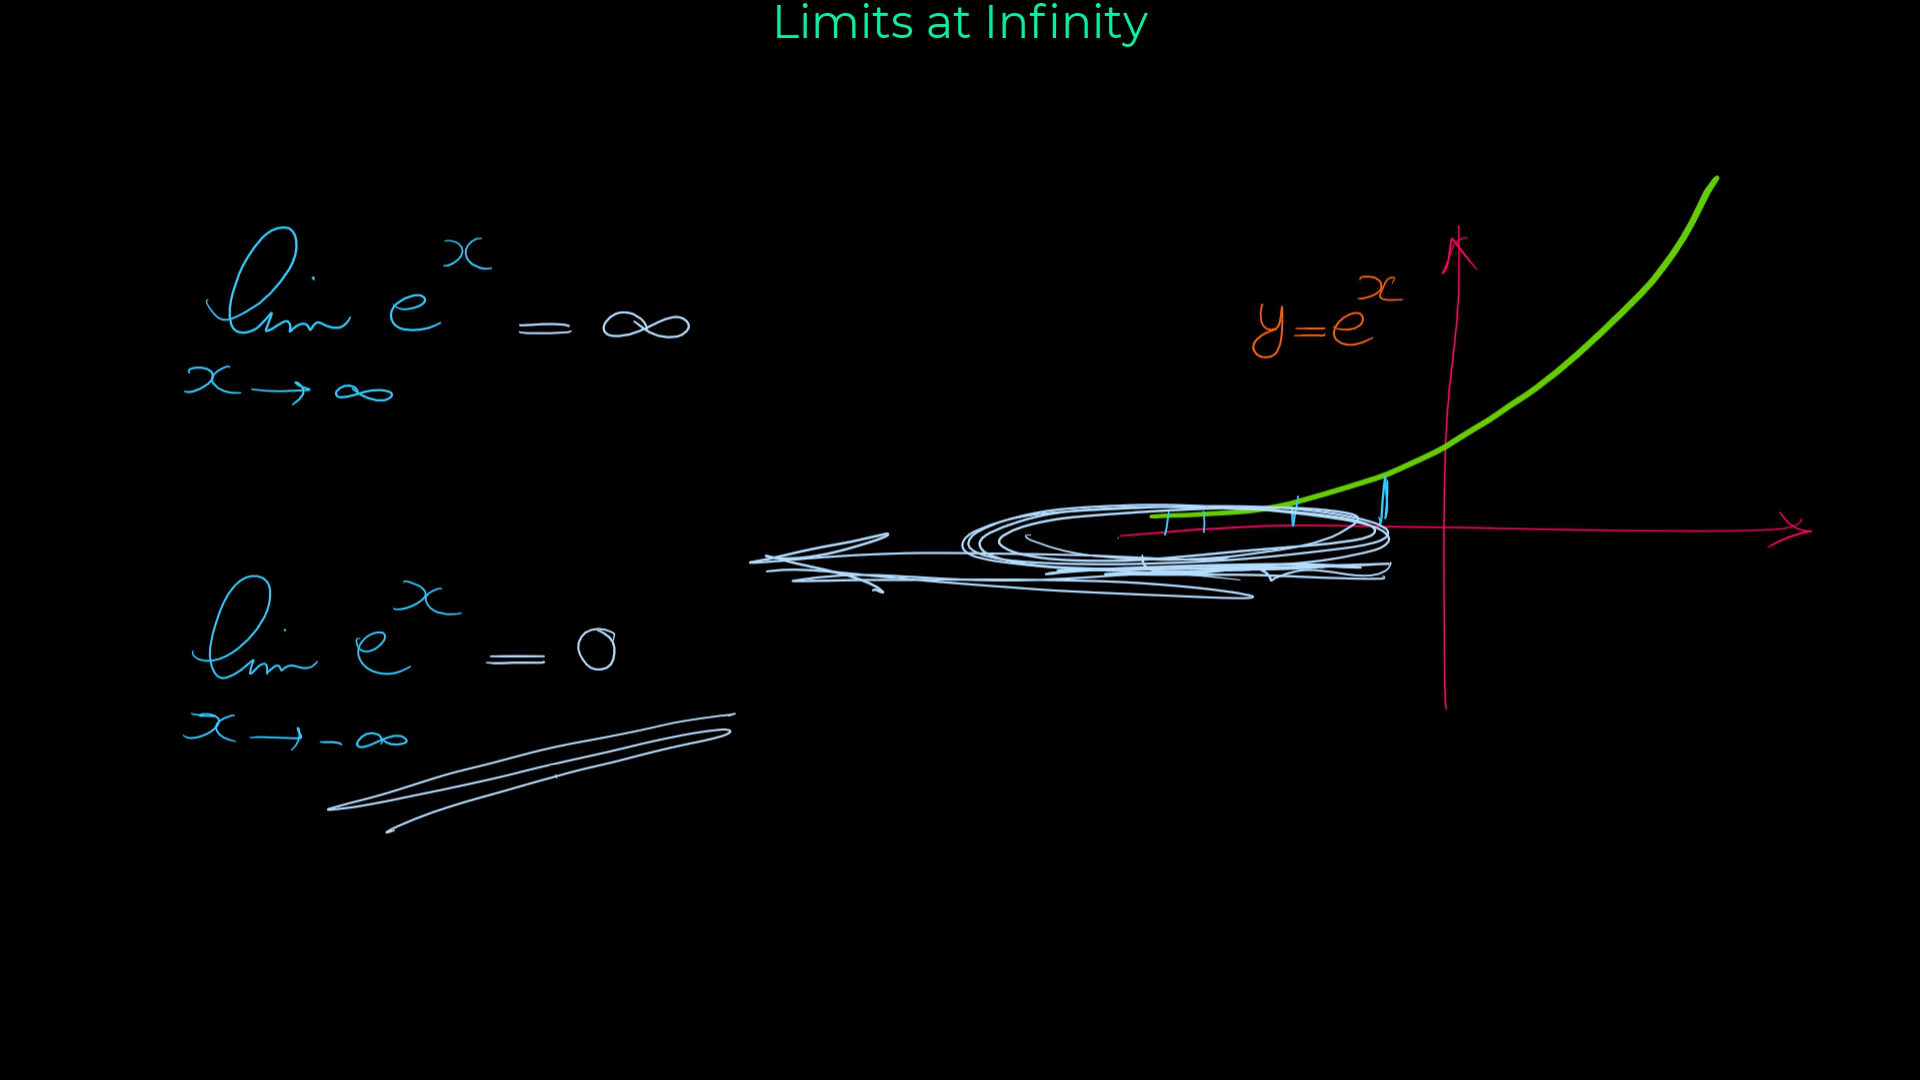 Limits at Infinity
lim e^x = ∞
x → ∞
y = e^x
lim e^x = 0
x → -∞